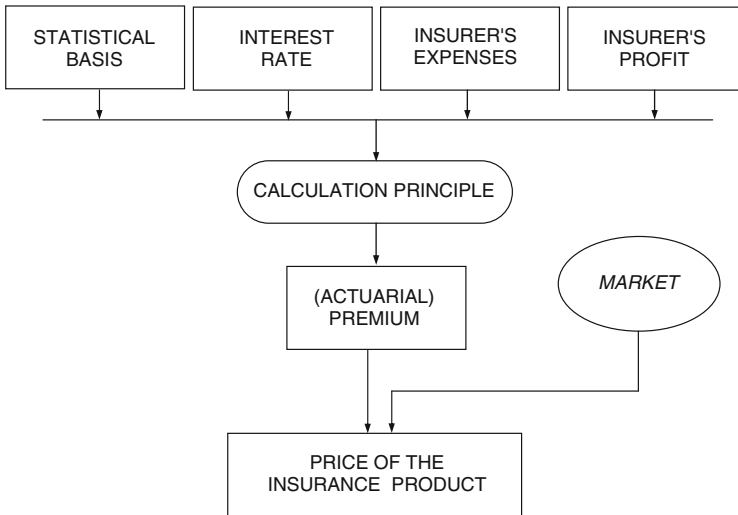 STATISTICAL
BASIS
INTEREST
RATE
INSURER'S
EXPENSES
INSURER'S
PROFIT
CALCULATION PRINCIPLE
(ACTUARIAL)
PREMIUM
MARKET
PRICE OF THE
INSURANCE PRODUCT